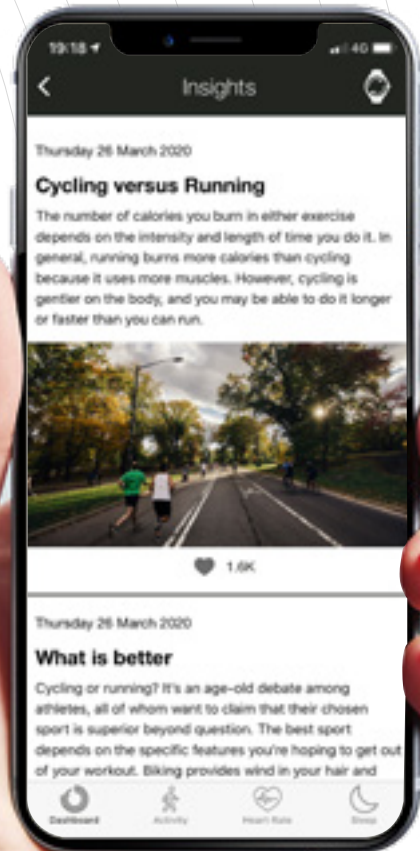 19:18
4G
Insights
Thursday 26 March 2020
Cycling versus Running
The number of calories you burn in either exercise
depends on the intensity and length of time you do it. In
general, running burns more calories than cycling
because it uses more muscles. However, cycling is
gentler on the body, and you may be able to do it longer
or faster than you can run.
1.6K
Thursday 26 March 2020
What is better
Cycling or running? It's an age-old debate among
athletes, all of whom want to claim that their chosen
sport is superior beyond question. The best sport
depends on the specific features you're hoping to get out
of your workout. Biking provides wind in your hair and
Dashboard
Activity
Heart Rate
Sleep